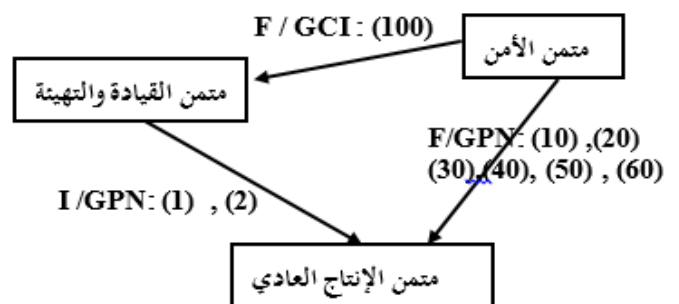 F / GCI : (100)
متمن الأمن
متمن القيادة والتهيئة
F/GPN: (10) ,(20)
(30),(40), (50) , (60)
I /GPN: (1) , (2)
متمن الإنتاج العادي